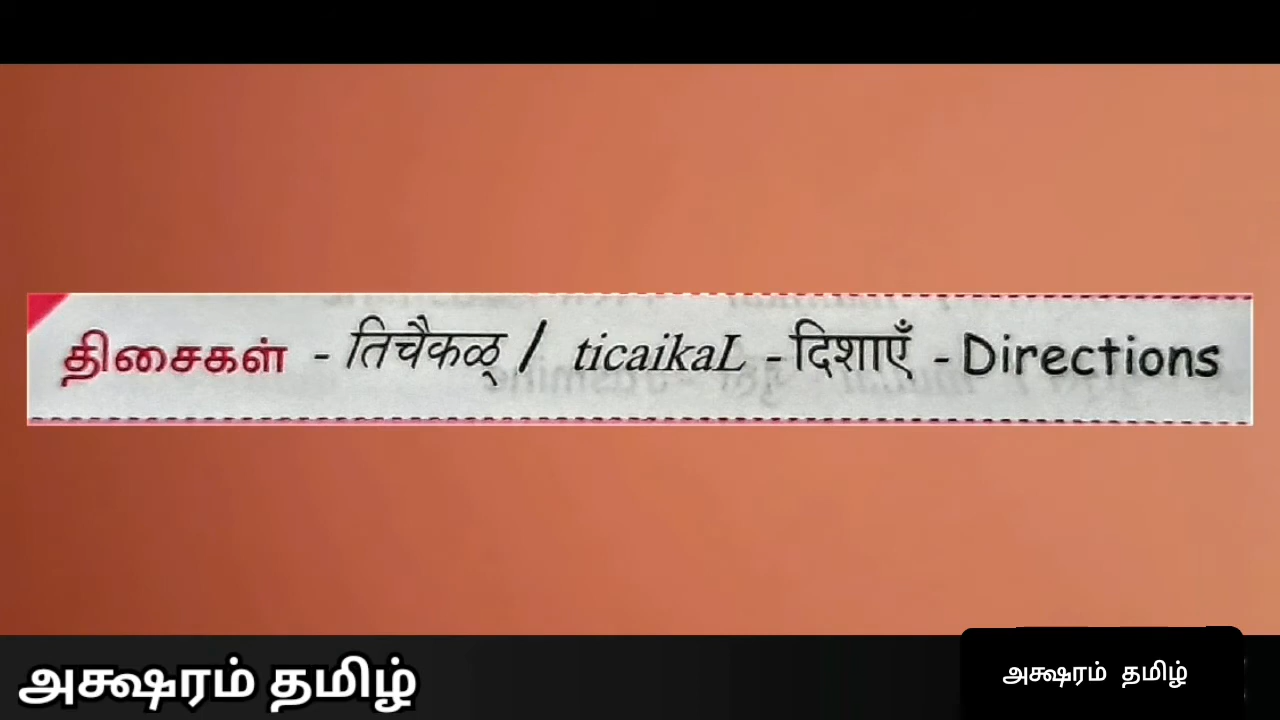 திசைகள் - तिचैकळ् / ticaikaL - दिशाएँ - Directions
அக்ஷரம் தமிழ்
அக்ஷரம் தமிழ்